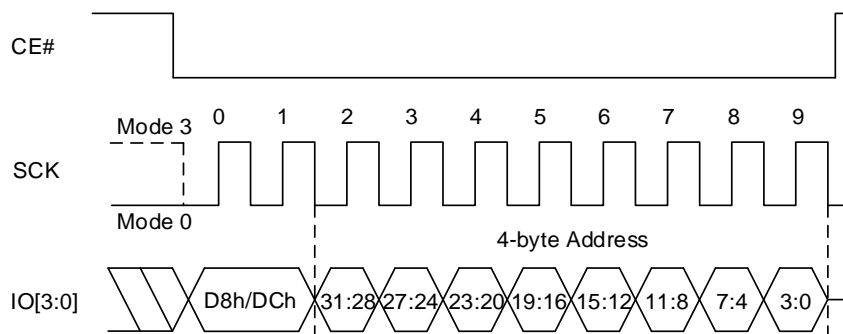 CE#
Mode 3 0 1 2 3 4 5 6 7 8 9
SCK
Mode 0
4-byte Address
IO[3:0] D8h/DCh 31:28 27:24 23:20 19:16 15:12 11:8 7:4 3:0